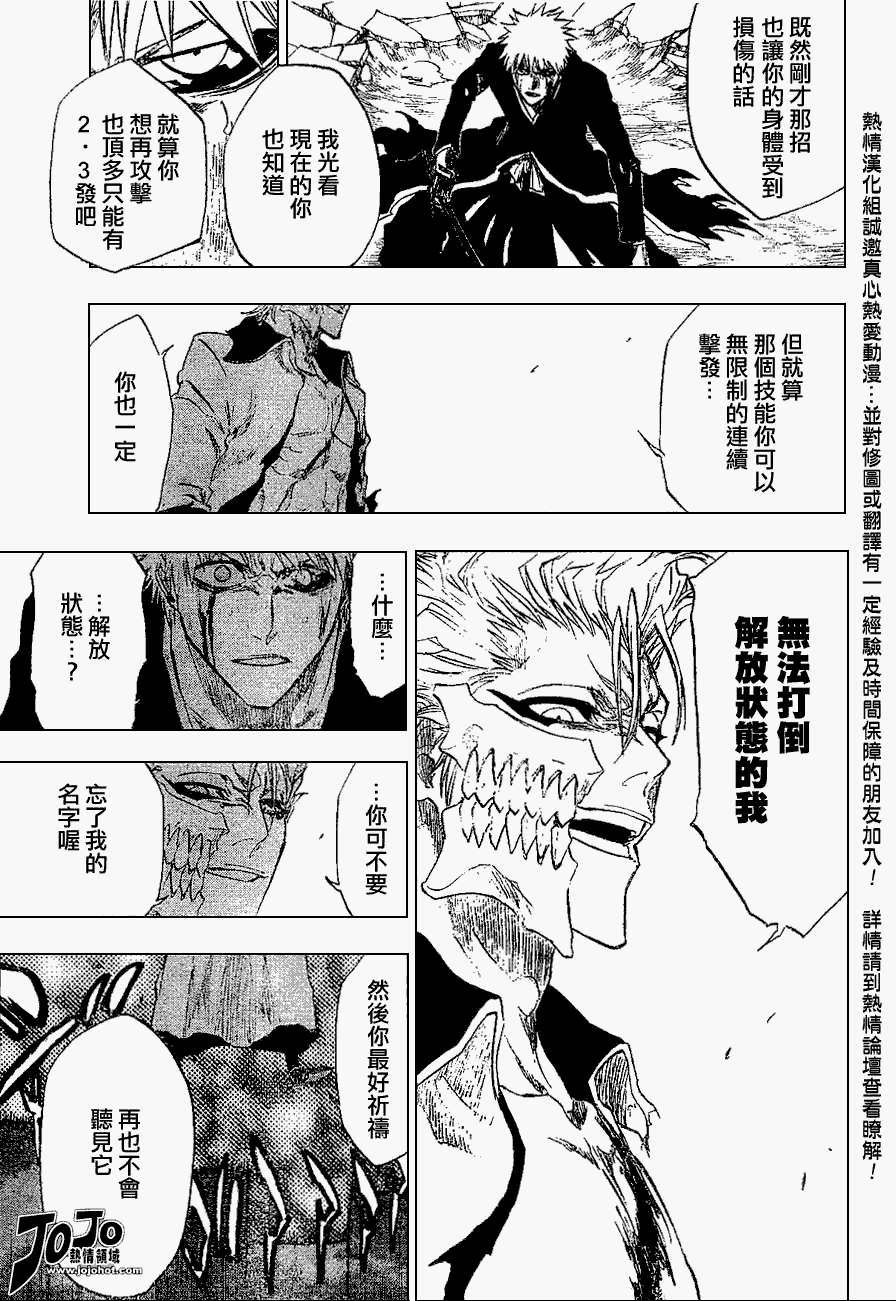 既然剛才那招
也讓你的身體受到
損傷的話
我光看
現在的你
也知道
就算你
想再攻擊
也頂多只能有
2．3發吧
但就算
那個技能你可以
無限制的連續
擊發…
你也一定
無法打倒
解放狀態的我
…什麼…
…解放
狀態…?
…你可不要
忘了我的
名字喔
然後你最好祈禱
再也不會
聽見它
JOJO
熱情領域
www.jojohot.com
熱情漢化組誠邀真心熱愛動漫…並對修圖或翻譯有一定經驗及時間保障的朋友加入！ 詳情請到熱情論壇查看瞭解！